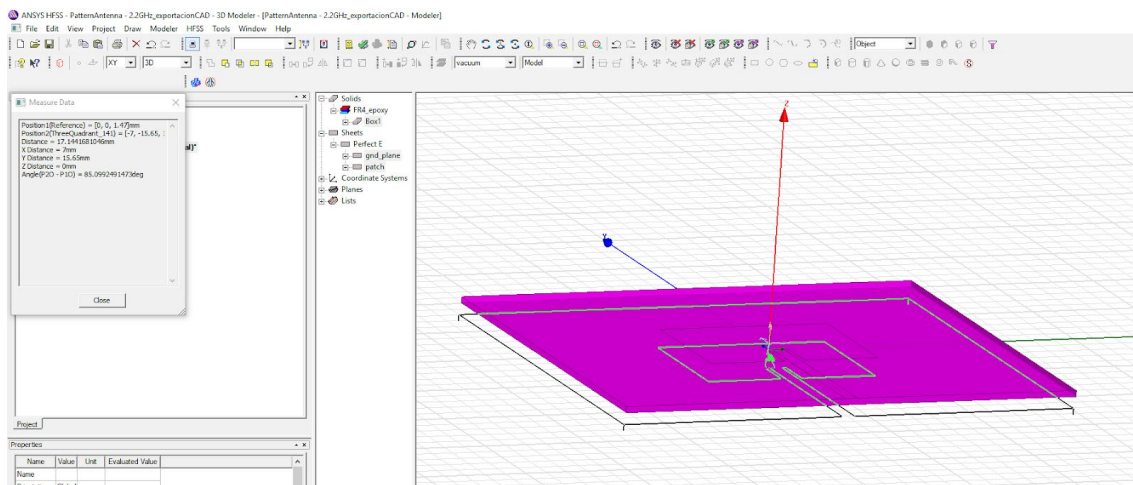 ANSYS HFSS - PatternAntenna - 2.2GHz_exportacionCAD - 3D Modeler - [PatternAntenna - 2.2GHz_exportacionCAD - Modeler]
File Edit View Project Draw Modeler HFSS Tools Window Help
Object
XY 3D vacuum Model
Measure Data
Position1(Reference) = [0, 0, 1.47]mm
Position2(ThreeQuadrant_141) = [-7, -15.65, 
Distance = 17.1441681046mm
X Distance = 7mm
Y Distance = 15.65mm
Z Distance = 0mm
Angle(P2O - P1O) = 85.0992491473deg
Close
al)*
Solids
FR4_epoxy
Box1
Sheets
Perfect E
gnd_plane
patch
Coordinate Systems
Planes
Lists
Z
Y
Project
Properties
Name Value Unit Evaluated Value
Name